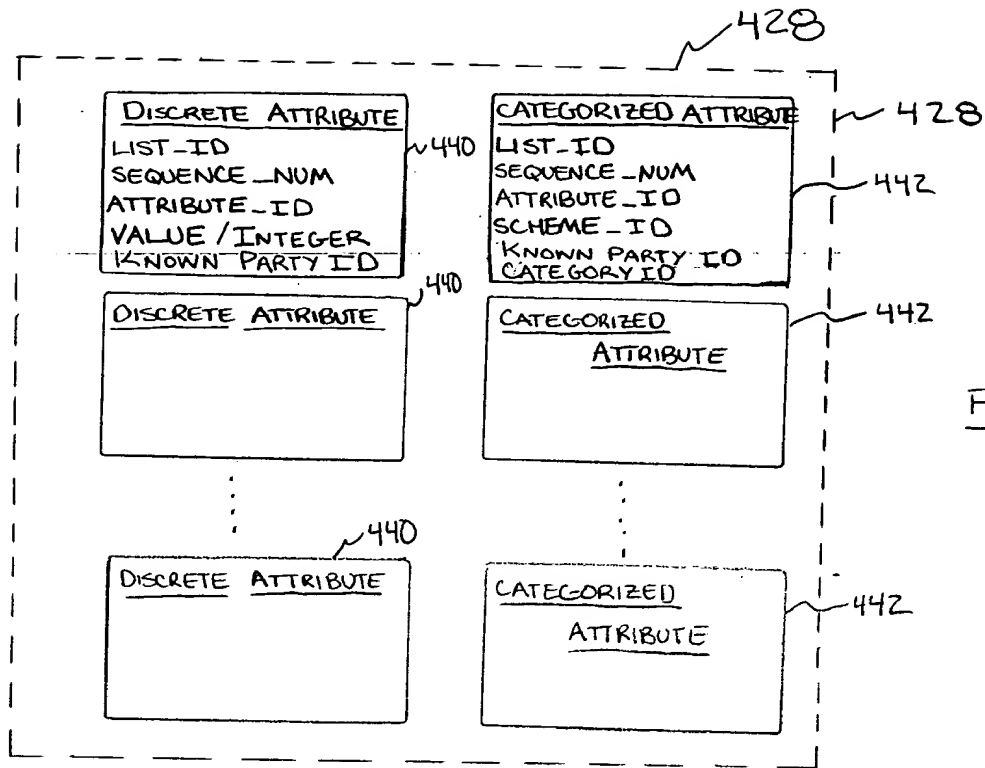 428
428
DISCRETE ATTRIBUTE
LIST_ID
SEQUENCE_NUM
ATTRIBUTE_ID
VALUE / INTEGER
KNOWN PARTY ID
440
CATEGORIZED ATTRIBUTE
LIST_ID
SEQUENCE_NUM
ATTRIBUTE_ID
SCHEME_ID
KNOWN PARTY ID
CATEGORY ID
442
DISCRETE ATTRIBUTE
440
CATEGORIZED
ATTRIBUTE
442
F
DISCRETE ATTRIBUTE
440
CATEGORIZED
ATTRIBUTE
442